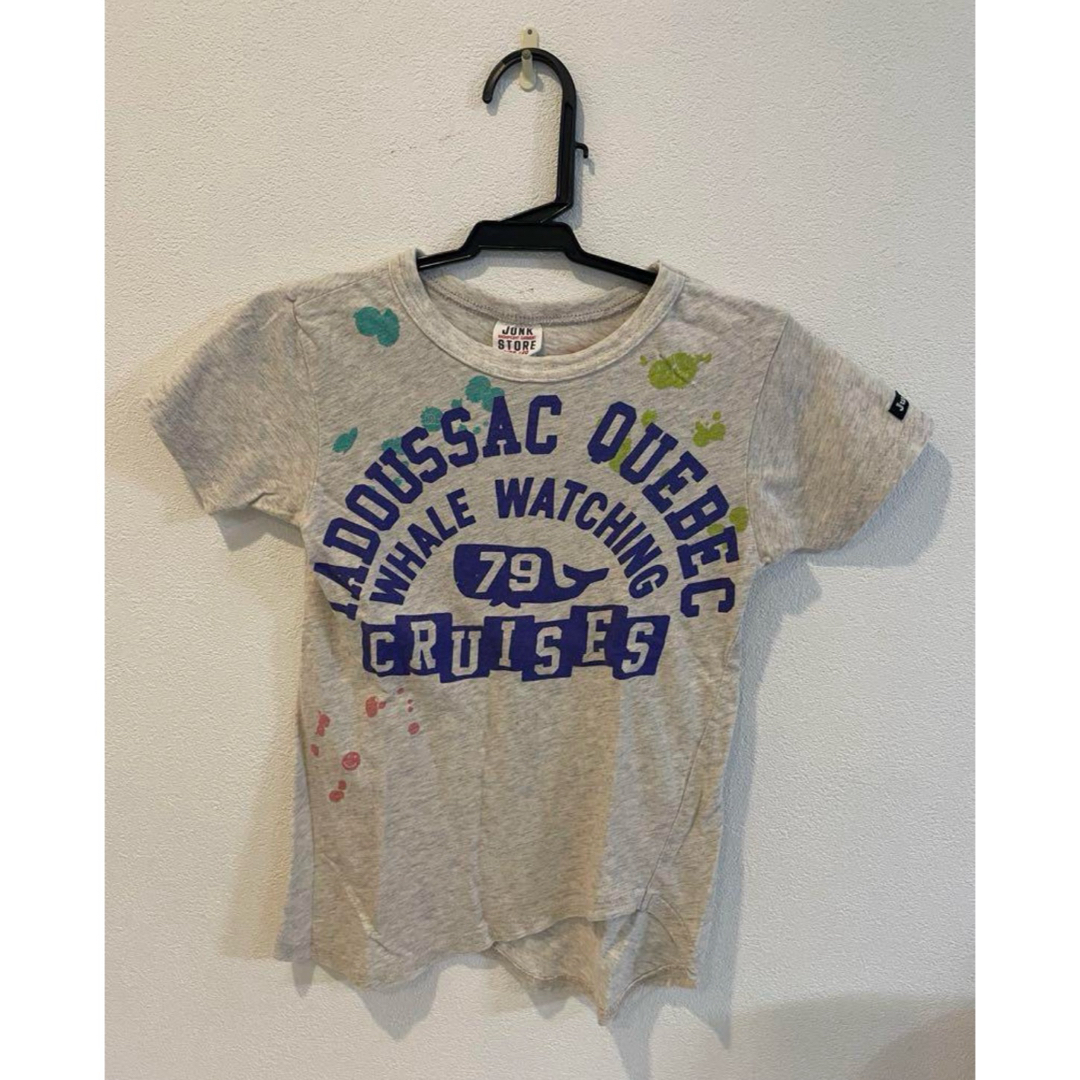 JUNK
STORE
TADOUSSAC QUEBEC
WHALE WATCHING
79
CRUISES